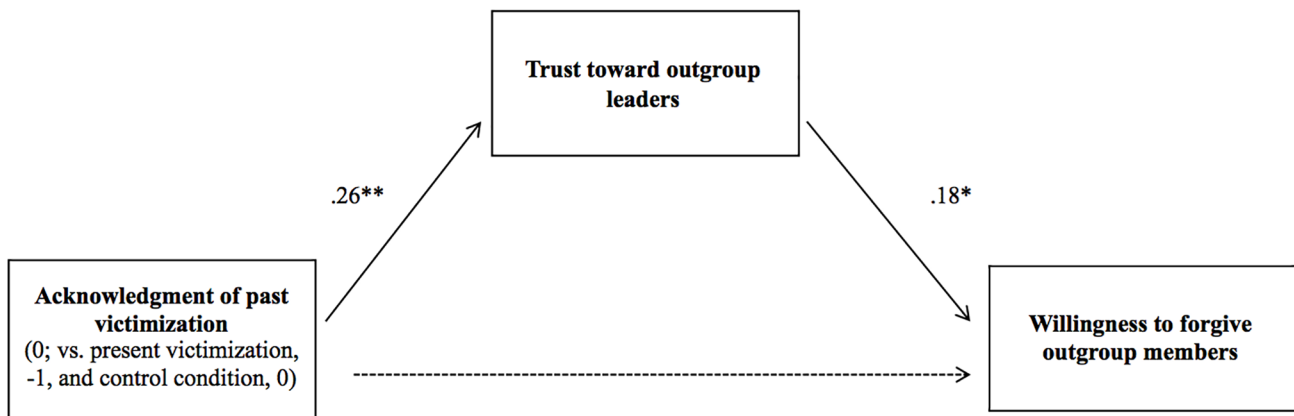 Trust toward outgroup
leaders
.26**
.18*
Acknowledgment of past
victimization
(0; vs. present victimization,
-1, and control condition, 0)
Willingness to forgive
outgroup members